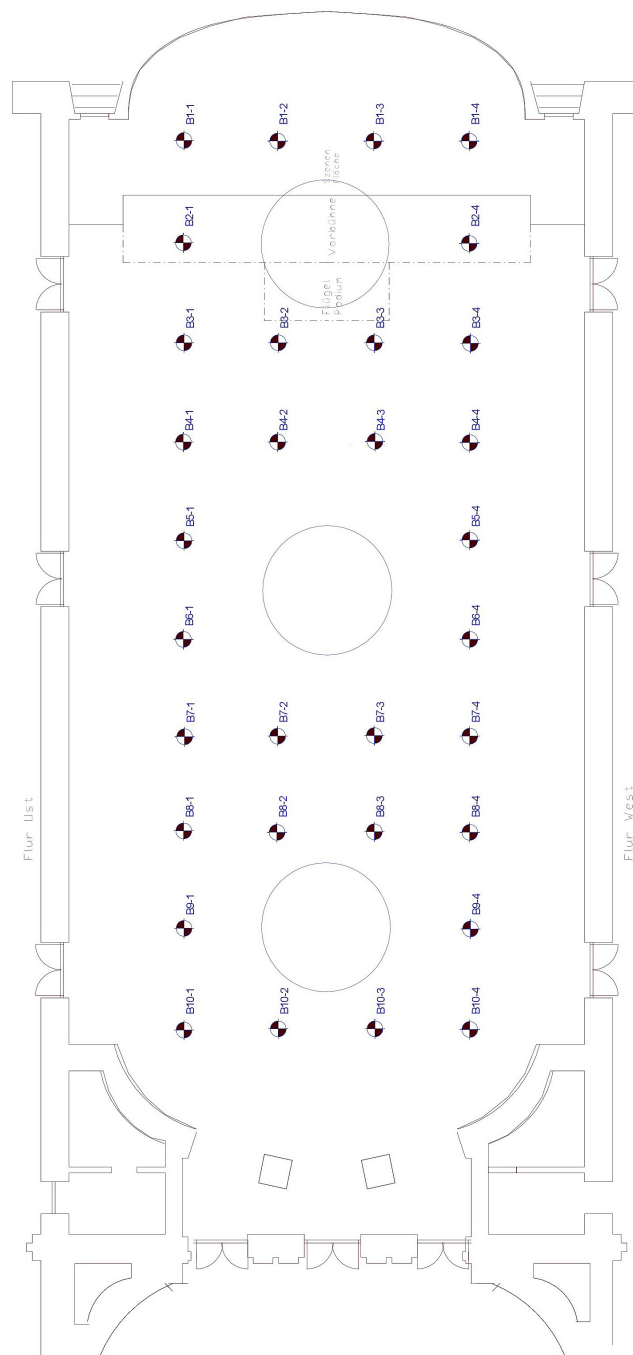 B1-1
B1-2
B1-3
B1-4
Szenen
Fläche
B2-1
Vorbühne
B2-4
Flügel
Podium
B3-1
B3-2
B3-3
B3-4
B4-1
B4-2
B4-3
B4-4
B5-1
B5-4
B6-1
B6-4
B7-1
B7-2
B7-3
B7-4
Flur Ost
B8-1
B8-2
B8-3
B8-4
Flur West
B9-1
B9-4
B10-1
B10-2
B10-3
B10-4